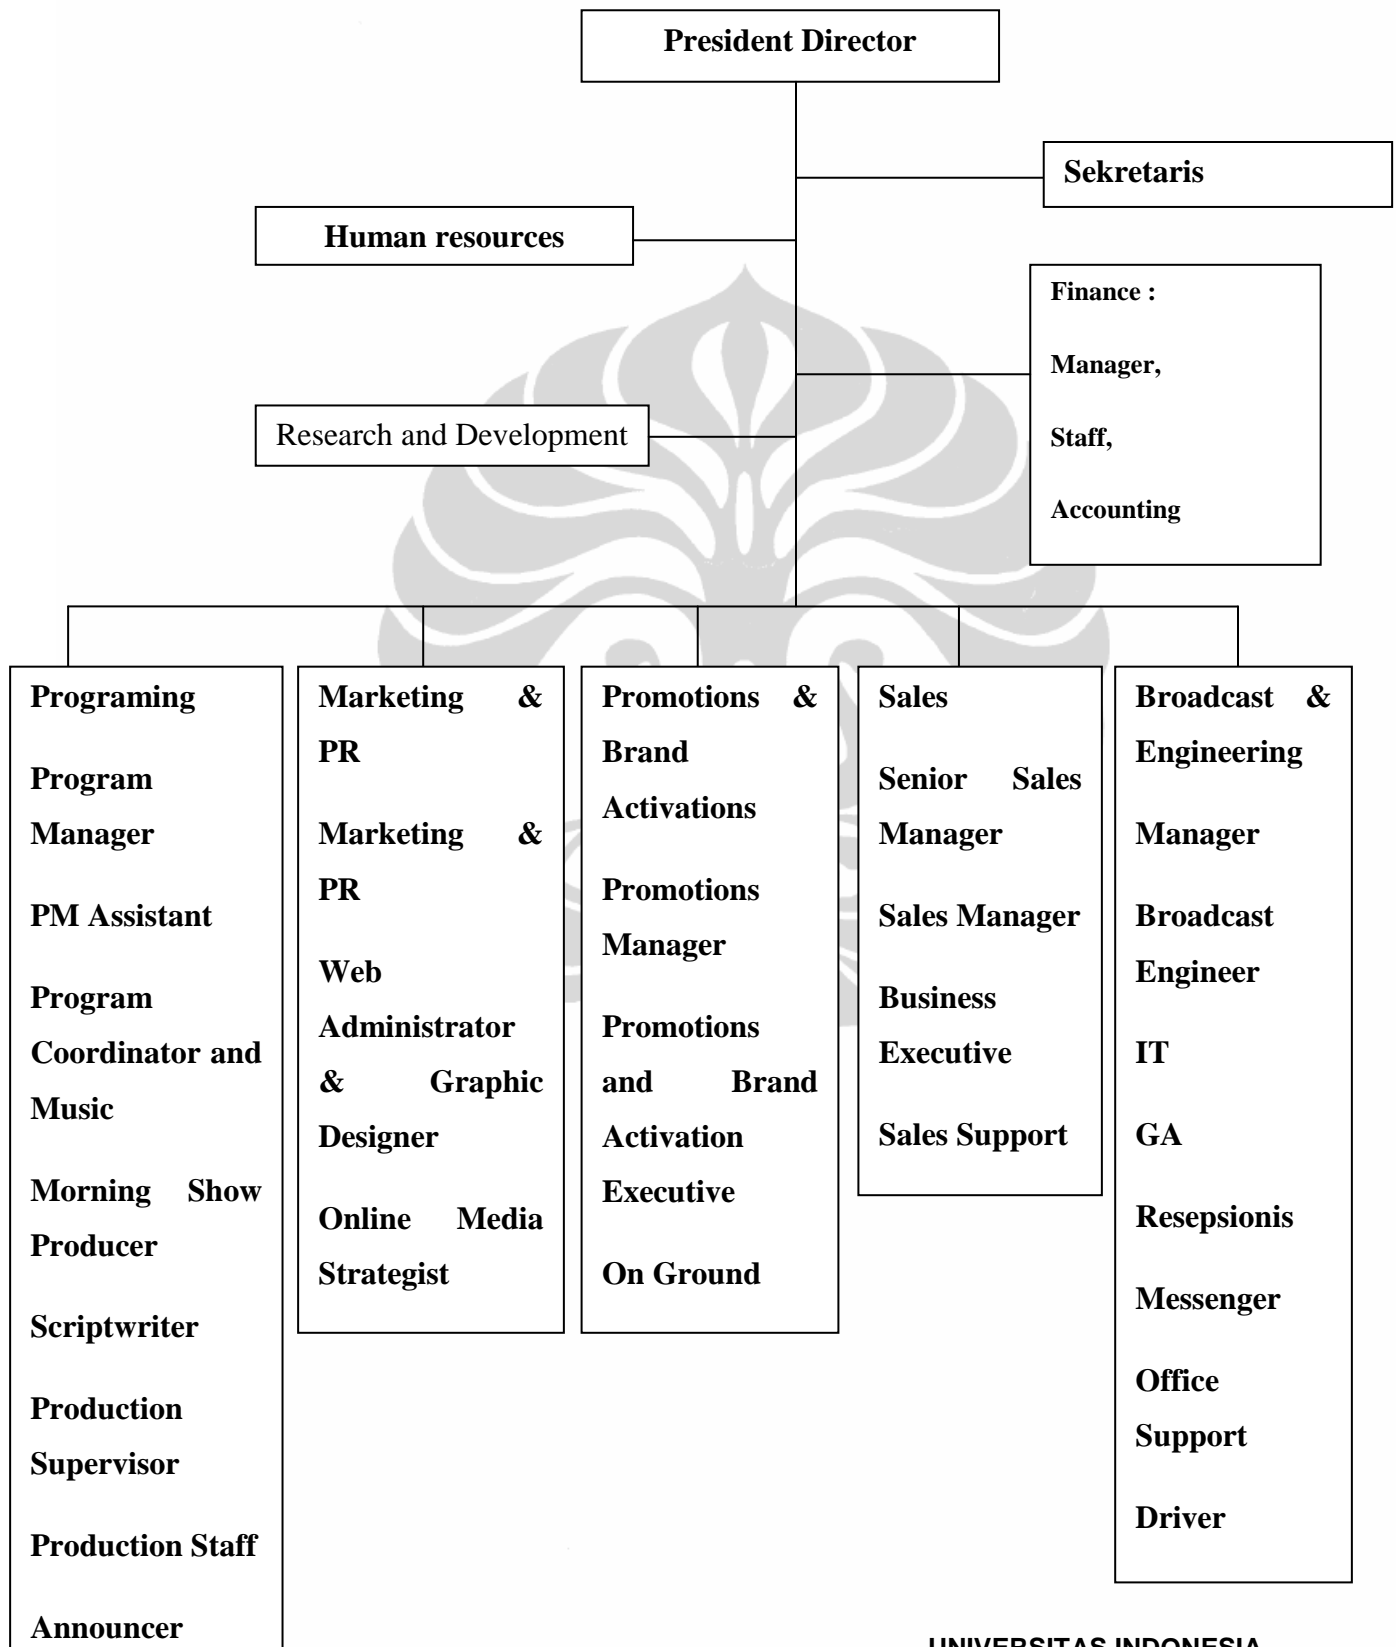 President Director
Sekretaris
Human resources
Finance :
Manager,
Staff,
Accounting
Research and Development
Programing
Program
Manager
PM Assistant
Program
Coordinator and
Music
Morning Show
Producer
Scriptwriter
Production
Supervisor
Production Staff
Announcer
Marketing &
PR
Marketing &
PR
Web
Administrator
& Graphic
Designer
Online Media
Strategist
Promotions &
Brand
Activations
Promotions
Manager
Promotions
and Brand
Activation
Executive
On Ground
Sales
Senior Sales
Manager
Sales Manager
Business
Executive
Sales Support
Broadcast &
Engineering
Manager
Broadcast
Engineer
IT
GA
Resepsionis
Messenger
Office
Support
Driver
UNIVERSITAS INDONESIA